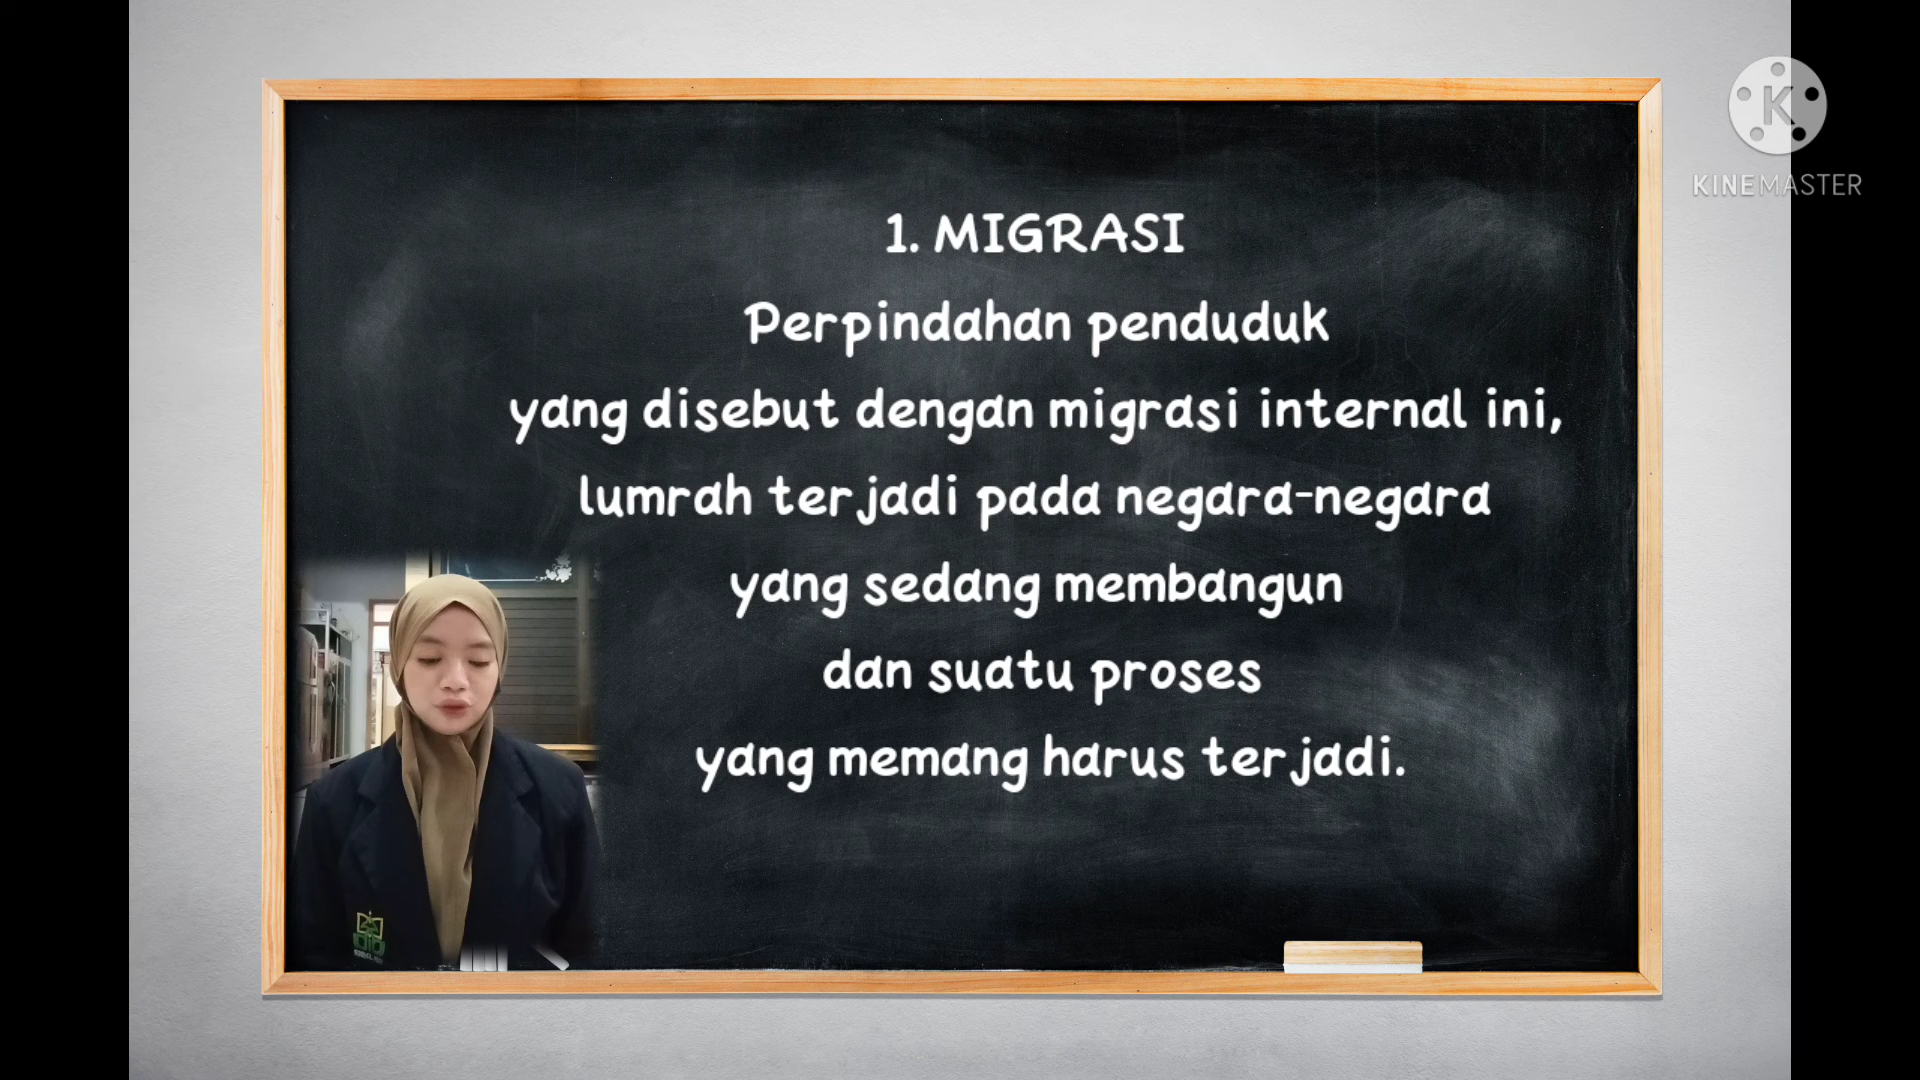 1. MIGRASI
Perpindahan penduduk
yang disebut dengan migrasi internal ini,
lumrah terjadi pada negara-negara
yang sedang membangun
dan suatu proses
yang memang harus terjadi.
K
KINEMASTER